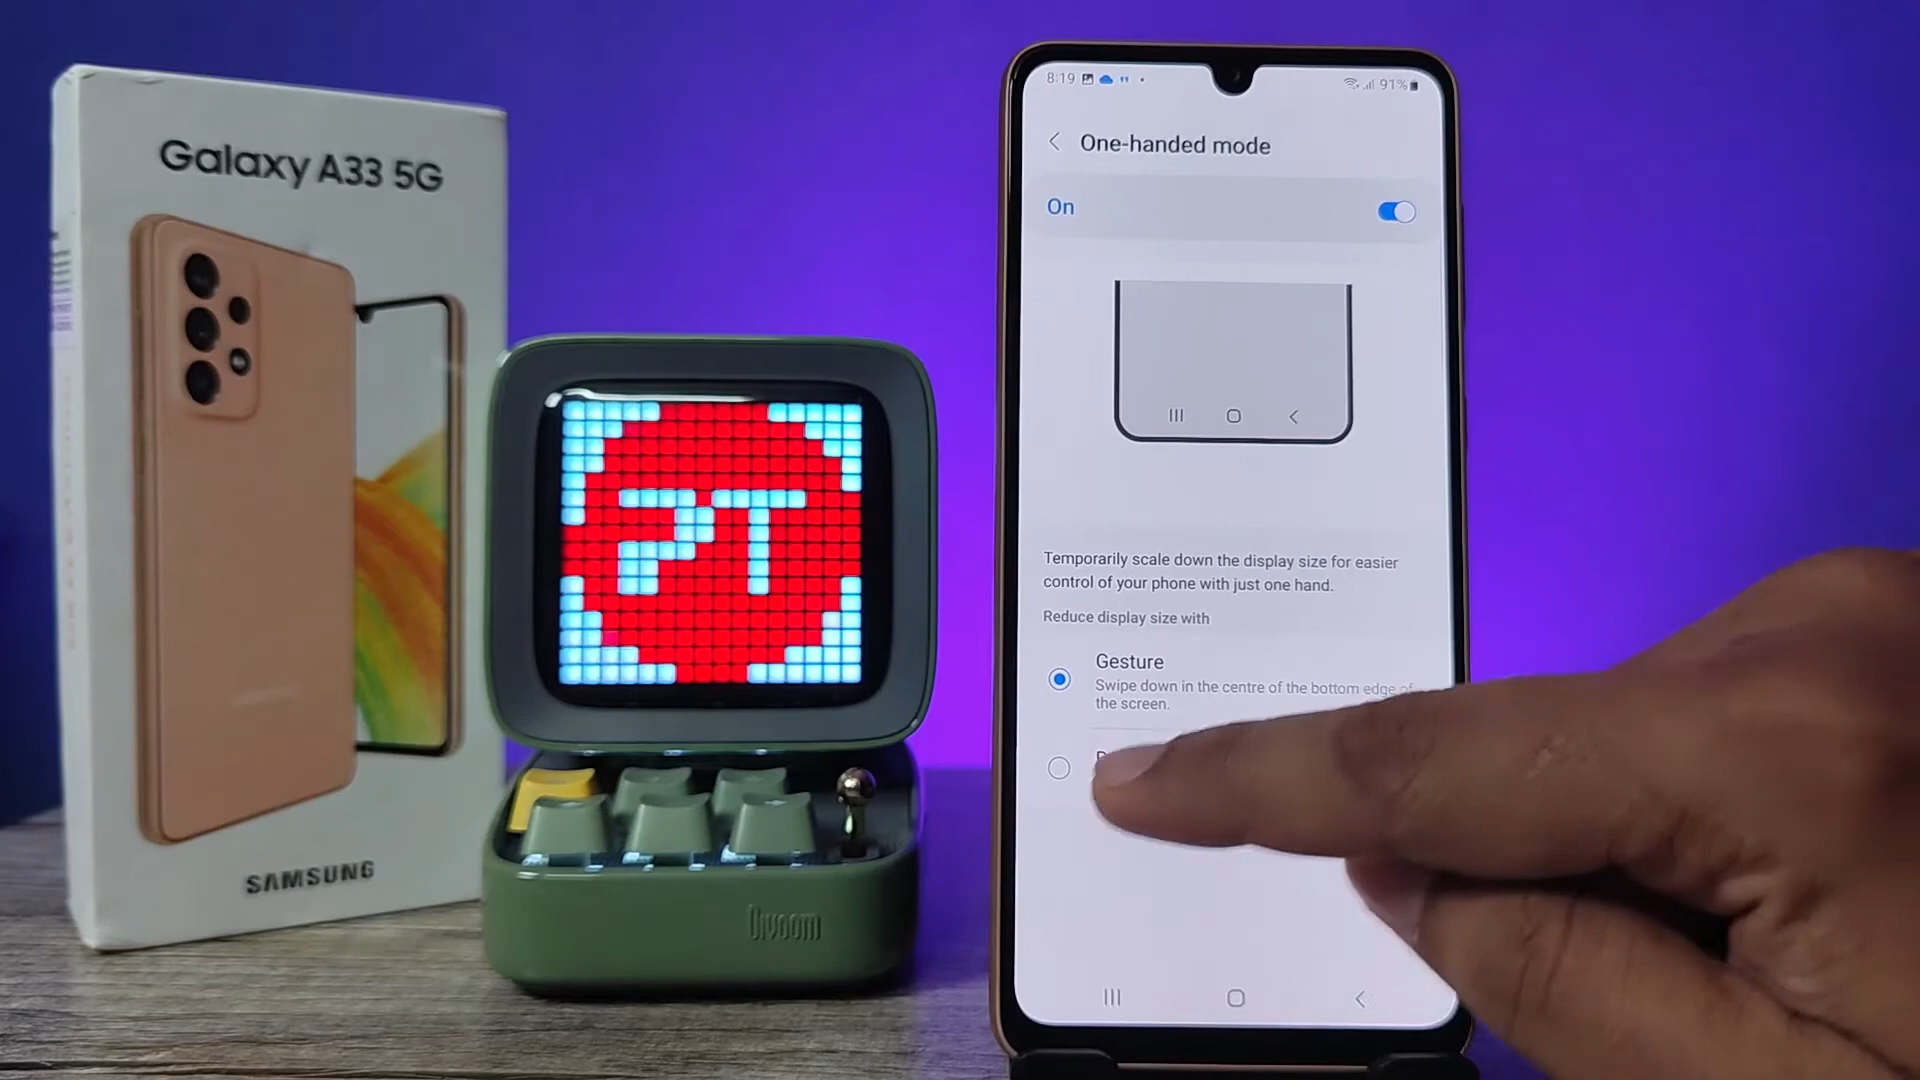 Galaxy A33 5G
SAMSUNG
PT
Divoom
8:19
91%
One-handed mode
On
Temporarily scale down the display size for easier
control of your phone with just one hand.
Reduce display size with
Gesture
Swipe down in the centre of the bottom edge of
the screen.